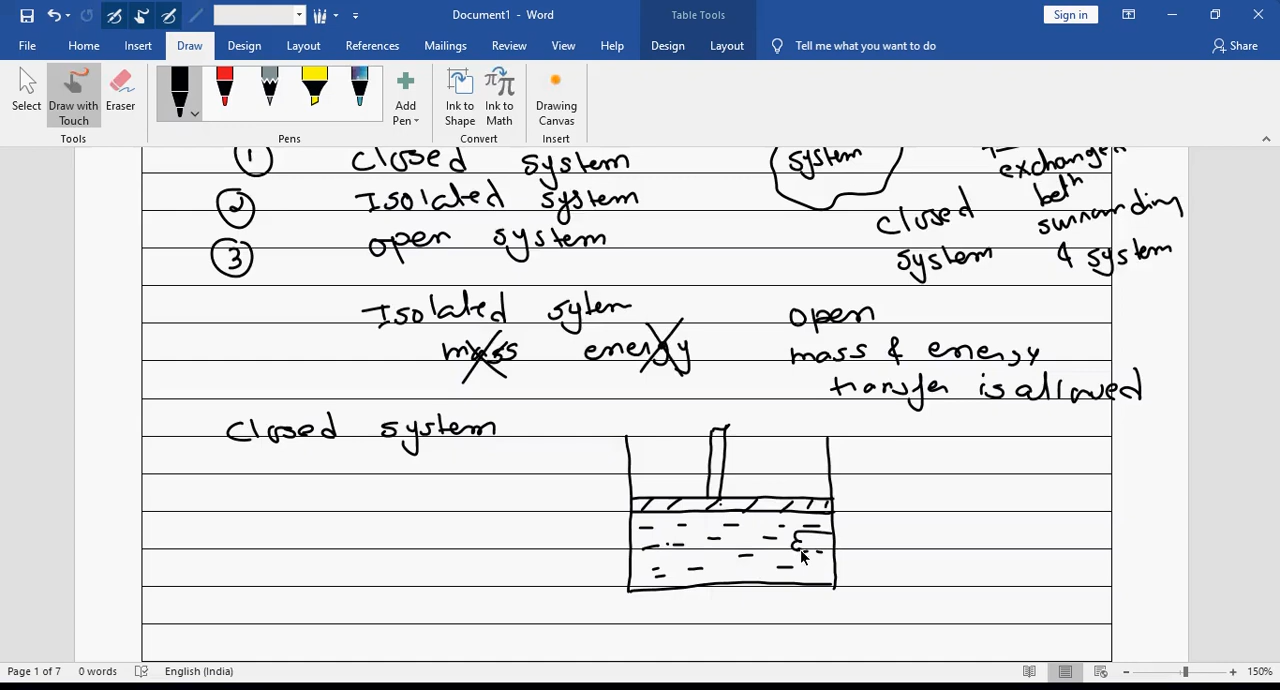 Document1 - Word
Table Tools
Sign in
File Home Insert Draw Design Layout References Mailings Review View Help Design Layout Tell me what you want to do Share
Select Draw with Touch Eraser Add Pen Ink to Shape Ink to Math Drawing Canvas
Tools Pens Convert Insert
① closed system
② Isolated system
③ open system
system
exchange
betn
surrounding
& system
closed
system
Isolated sytem
mass energy
open
mass & energy
transfer is allowed
closed system
Page 1 of 7 0 words English (India) 150%